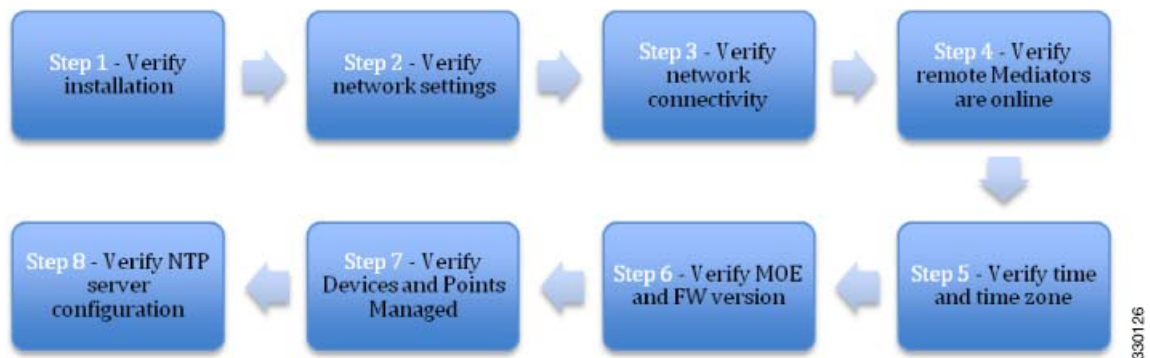 Step 1 - Verify
installation
Step 2 - Verify
network settings
Step 3 - Verify
network
connectivity
Step 4 - Verify
remote Mediators
are online
Step 5 - Verify time
and time zone
Step 6 - Verify MOE
and FW version
Step 7 - Verify
Devices and Points
Managed
Step 8 - Verify NTP
server
configuration
330126